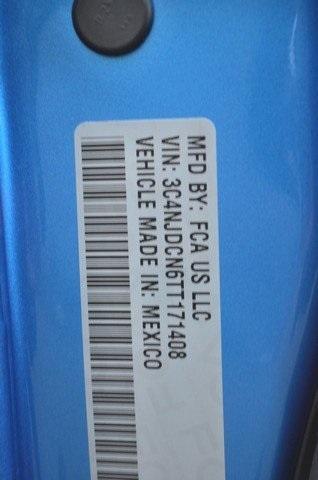 MFD BY: FCA US LLC
VIN: 3C4NJDCN6TT171408
VEHICLE MADE IN: MEXICO